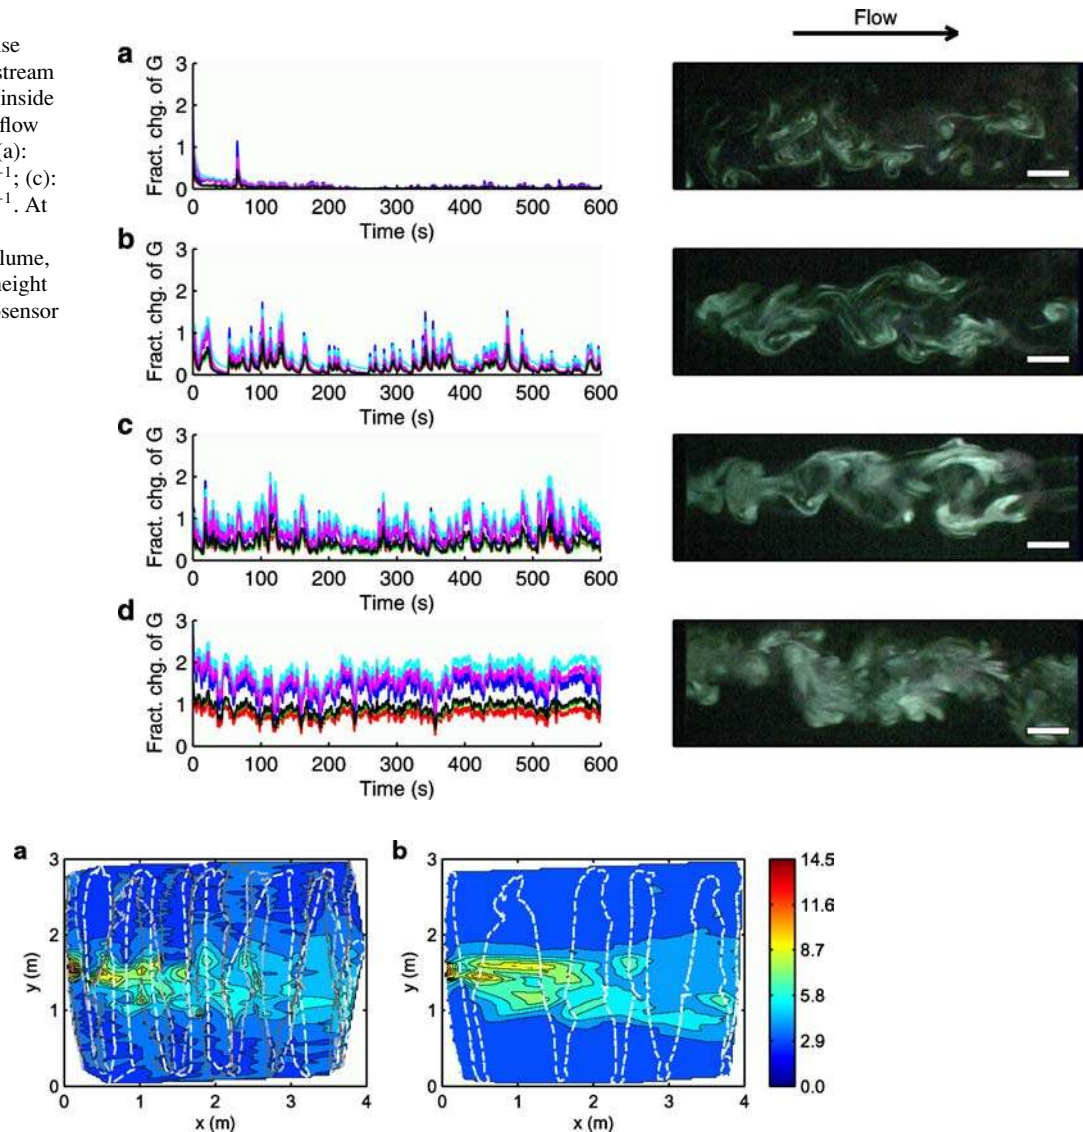 stream
inside
flow
(a):
−1; (c):
−1. At
height
Flow
a
Fract. chg. of G
3
2
1
0
0 100 200 300 400 500 600
Time (s)
b
Fract. chg. of G
3
2
1
0
0 100 200 300 400 500 600
Time (s)
c
Fract. chg. of G
3
2
1
0
0 100 200 300 400 500 600
Time (s)
d
Fract. chg. of G
3
2
1
0
0 100 200 300 400 500 600
Time (s)
a
y (m)
3
2
1
0
0 1 2 3 4
x (m)
b
y (m)
3
2
1
0
0 1 2 3 4
x (m)
14.5
11.6
8.7
5.8
2.9
0.0